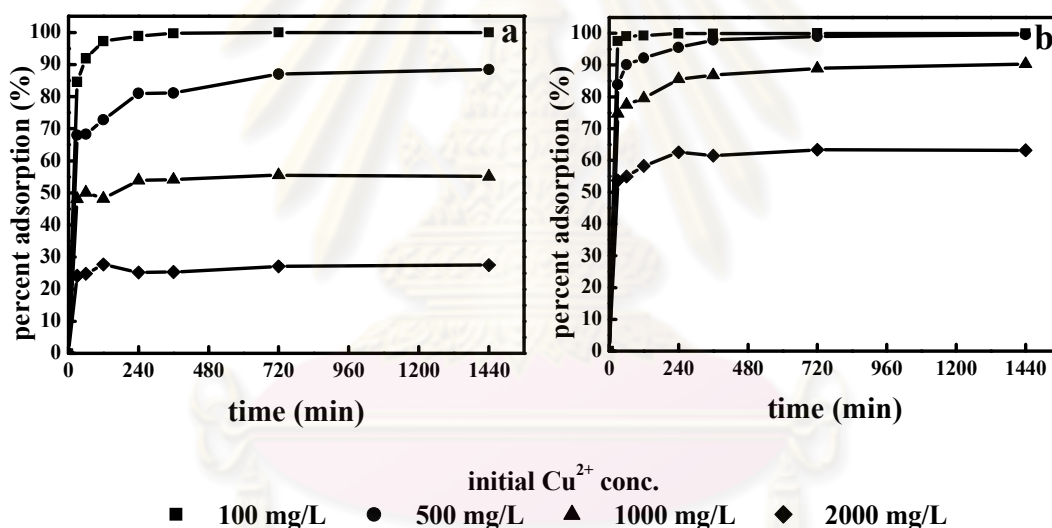 a
percent adsorption (%)
100
90
80
70
60
50
40
30
20
10
0
0 240 480 720 960 1200 1440
time (min)
b
percent adsorption (%)
100
90
80
70
60
50
40
30
20
10
0
0 240 480 720 960 1200 1440
time (min)
initial Cu²⁺ conc.
100 mg/L 500 mg/L 1000 mg/L 2000 mg/L